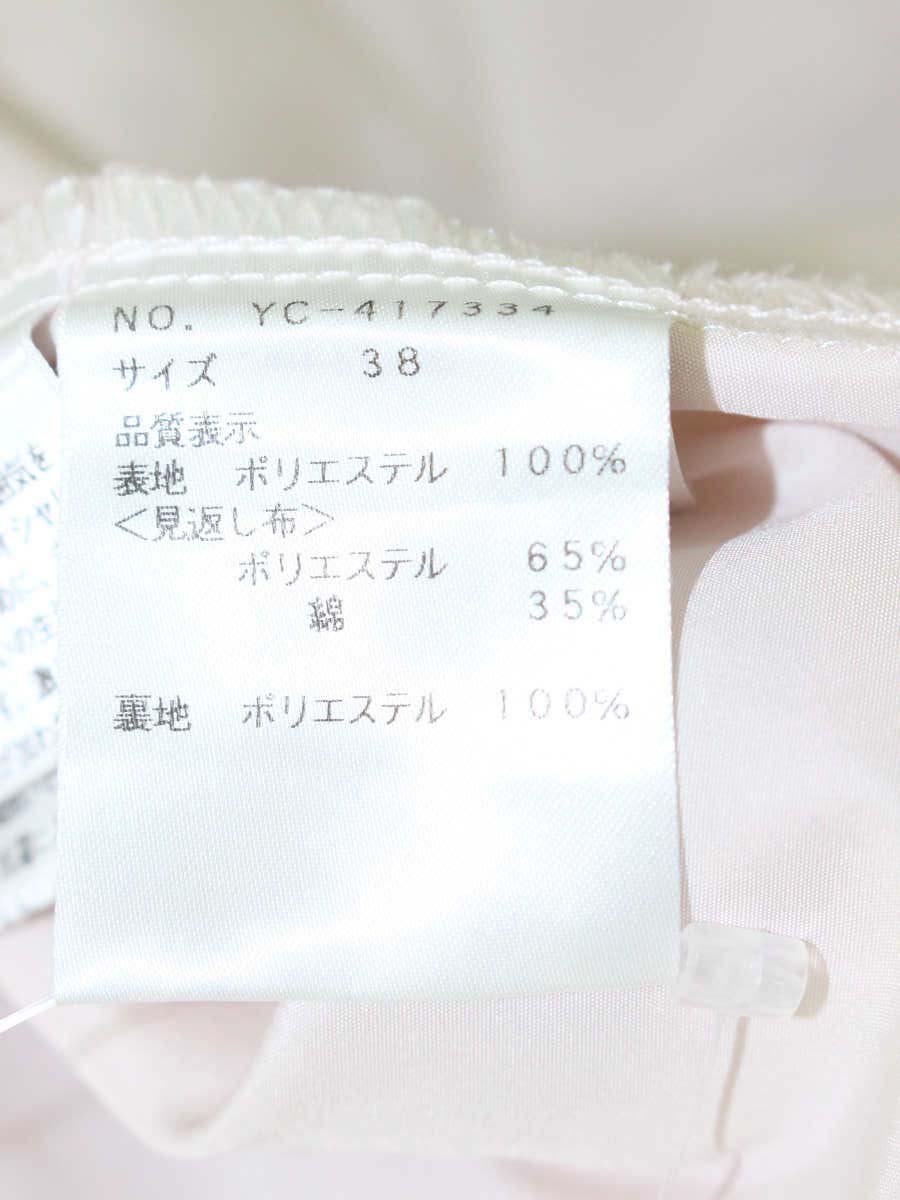 NO. YC-417334
サイズ 38
品質表示
表地 ポリエステル 100%
<見返し布>
ポリエステル 65%
綿 35%
裏地 ポリエステル 100%